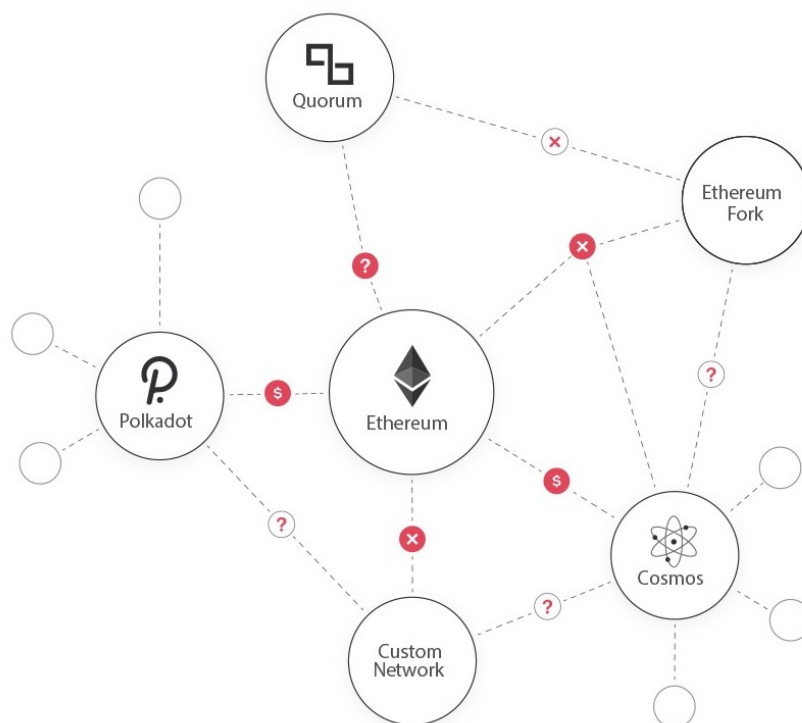 Quorum
×
Ethereum
Fork
×
?
Polkadot
$
Ethereum
?
$
Cosmos
?
×
?
Custom
Network